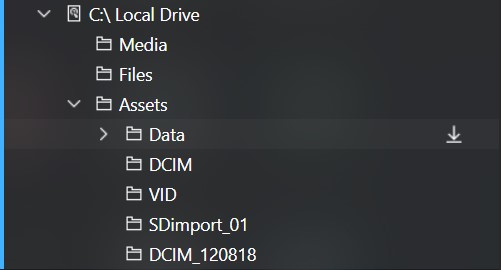 C:\ Local Drive
Media
Files
Assets
Data
DCIM
VID
SDimport_01
DCIM_120818